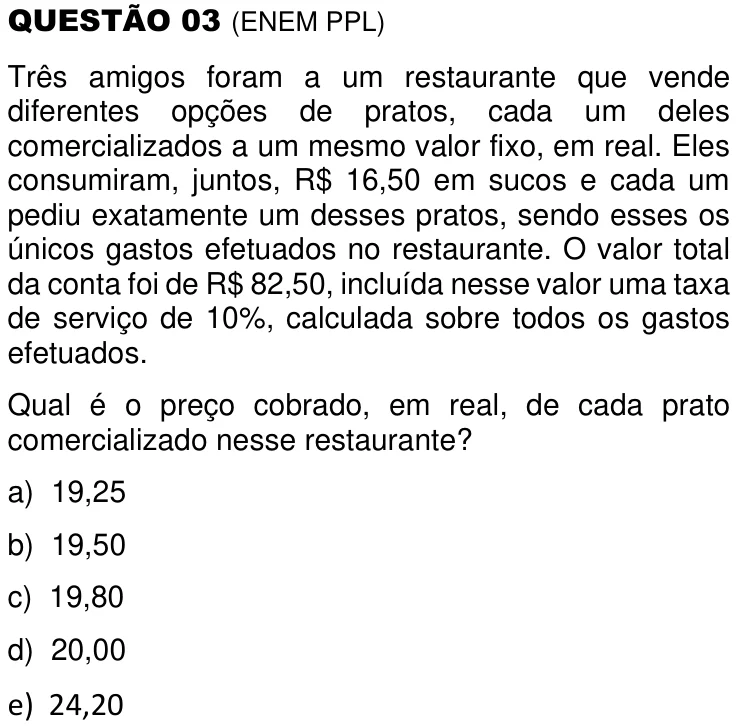 QUESTÃO 03 (ENEM PPL)
Três amigos foram a um restaurante que vende
diferentes opções de pratos, cada um deles
comercializados a um mesmo valor fixo, em real. Eles
consumiram, juntos, R$ 16,50 em sucos e cada um
pediu exatamente um desses pratos, sendo esses os
únicos gastos efetuados no restaurante. O valor total
da conta foi de R$ 82,50, incluída nesse valor uma taxa
de serviço de 10%, calculada sobre todos os gastos
efetuados.
Qual é o preço cobrado, em real, de cada prato
comercializado nesse restaurante?
a) 19,25
b) 19,50
c) 19,80
d) 20,00
e) 24,20